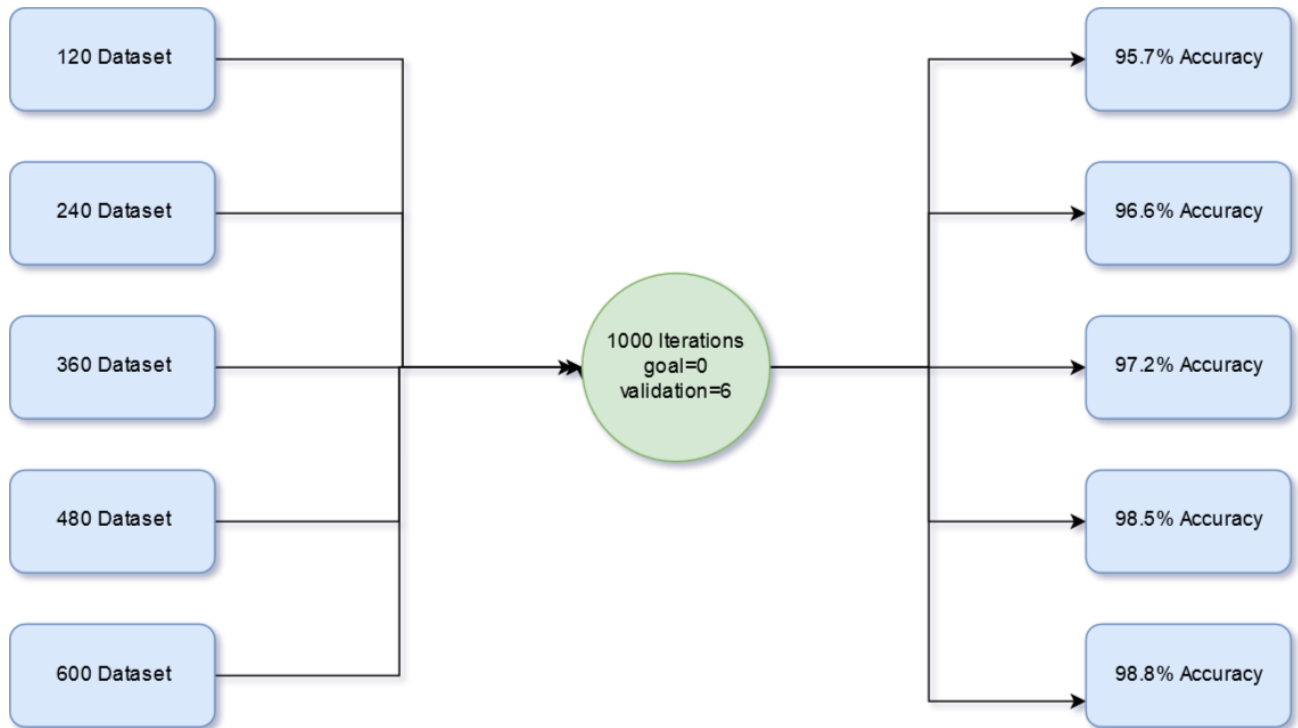 120 Dataset
240 Dataset
360 Dataset
480 Dataset
600 Dataset
1000 Iterations
goal=0
validation=6
95.7% Accuracy
96.6% Accuracy
97.2% Accuracy
98.5% Accuracy
98.8% Accuracy